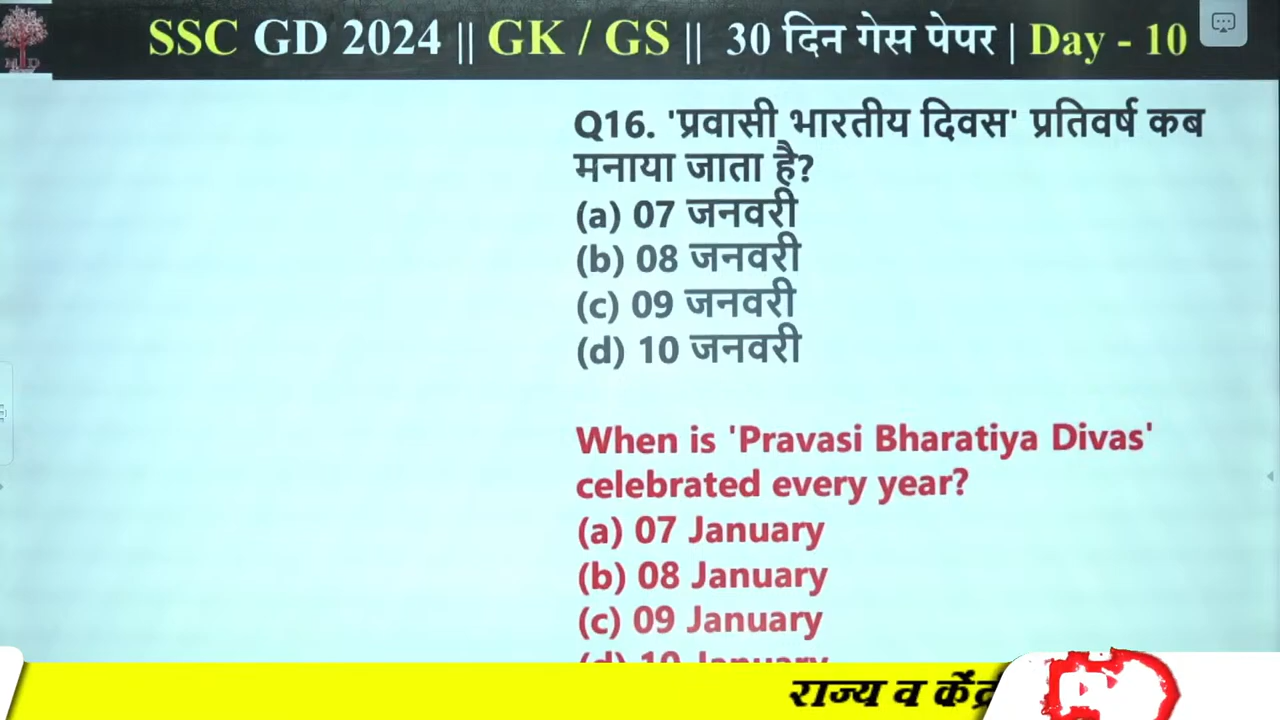 SSC GD 2024 || GK / GS || 30 दिन गेस पेपर | Day - 10
Q16. 'प्रवासी भारतीय दिवस' प्रतिवर्ष कब
मनाया जाता है?
(a) 07 जनवरी
(b) 08 जनवरी
(c) 09 जनवरी
(d) 10 जनवरी
When is 'Pravasi Bharatiya Divas'
celebrated every year?
(a) 07 January
(b) 08 January
(c) 09 January
(d) 10 January
राज्य व